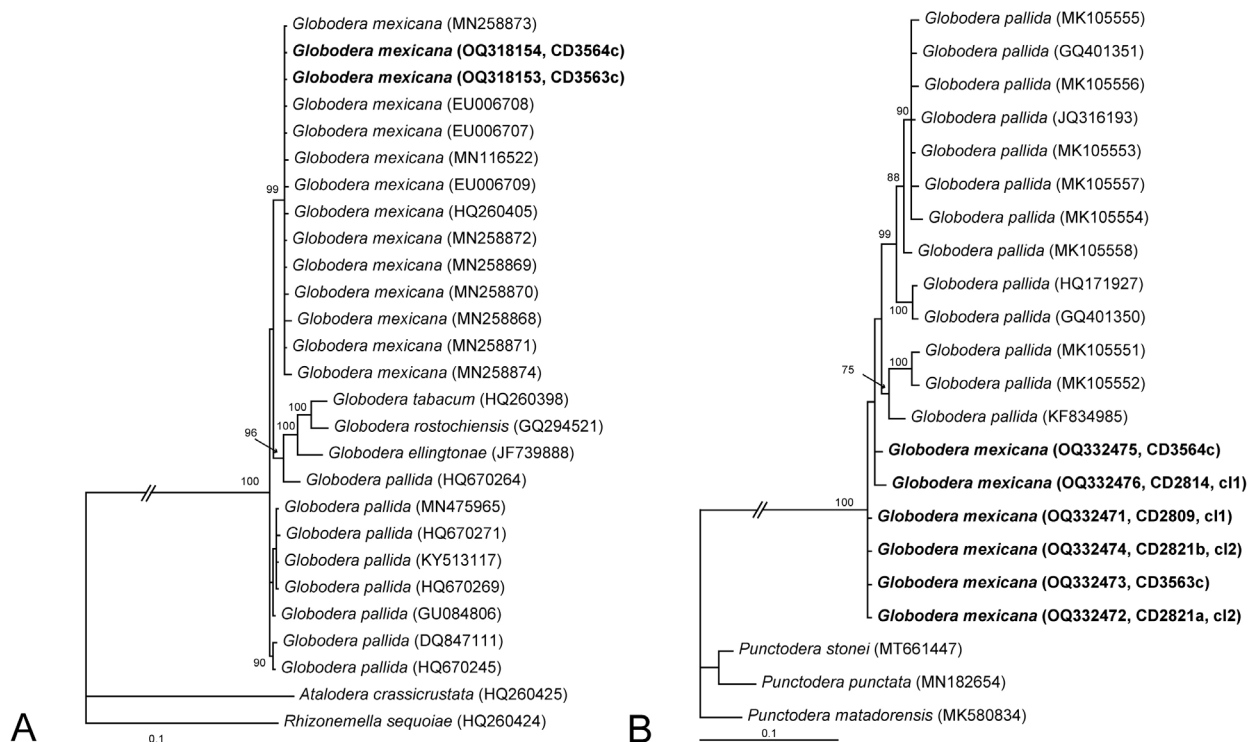 Globodera mexicana (MN258873)
Globodera mexicana (OQ318154, CD3564c)
Globodera mexicana (OQ318153, CD3563c)
Globodera mexicana (EU006708)
Globodera mexicana (EU006707)
Globodera mexicana (MN116522)
99
Globodera mexicana (EU006709)
Globodera mexicana (HQ260405)
Globodera mexicana (MN258872)
Globodera mexicana (MN258869)
Globodera mexicana (MN258870)
Globodera mexicana (MN258868)
Globodera mexicana (MN258871)
Globodera mexicana (MN258874)
100
Globodera tabacum (HQ260398)
100
Globodera rostochiensis (GQ294521)
96
Globodera ellingtonae (JF739888)
100
Globodera pallida (HQ670264)
Globodera pallida (MN475965)
Globodera pallida (HQ670271)
Globodera pallida (KY513117)
Globodera pallida (HQ670269)
Globodera pallida (GU084806)
Globodera pallida (DQ847111)
90
Globodera pallida (HQ670245)
Atalodera crassicrustata (HQ260425)
Rhizonemella sequoiae (HQ260424)
A
0.1
Globodera pallida (MK105555)
Globodera pallida (GQ401351)
Globodera pallida (MK105556)
90
Globodera pallida (JQ316193)
Globodera pallida (MK105553)
88
Globodera pallida (MK105557)
Globodera pallida (MK105554)
99
Globodera pallida (MK105558)
Globodera pallida (HQ171927)
100
Globodera pallida (GQ401350)
Globodera pallida (MK105551)
100
75
Globodera pallida (MK105552)
Globodera pallida (KF834985)
Globodera mexicana (OQ332475, CD3564c)
Globodera mexicana (OQ332476, CD2814, cl1)
100
Globodera mexicana (OQ332471, CD2809, cl1)
Globodera mexicana (OQ332474, CD2821b, cl2)
Globodera mexicana (OQ332473, CD3563c)
Globodera mexicana (OQ332472, CD2821a, cl2)
Punctodera stonei (MT661447)
Punctodera punctata (MN182654)
Punctodera matadorensis (MK580834)
B
0.1